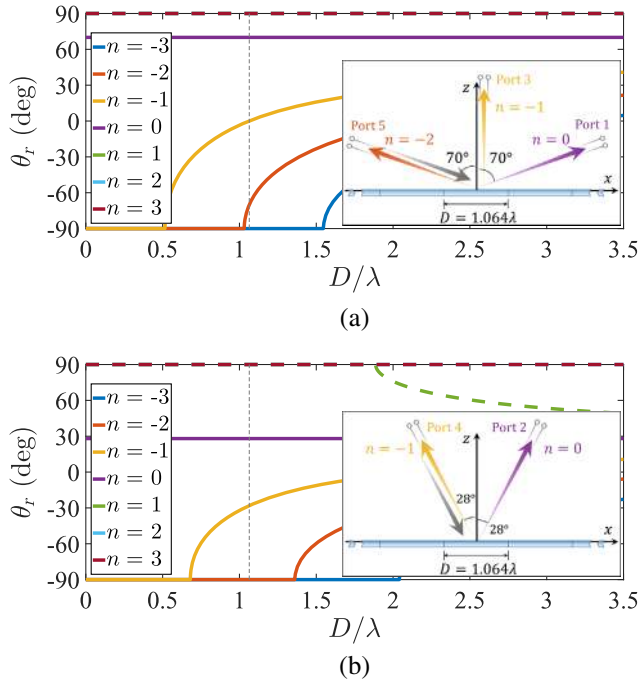 90
60
30
0
-30
-60
-90
θr (deg)
n = -3
n = -2
n = -1
n = 0
n = 1
n = 2
n = 3
z
Port 3
n = −1
Port 5
n = −2
Port 1
n = 0
70°
70°
x
D = 1.064λ
0
0.5
1
1.5
2
2.5
3
3.5
D/λ
(a)
90
60
30
0
-30
-60
-90
θr (deg)
n = -3
n = -2
n = -1
n = 0
n = 1
n = 2
n = 3
Port 4
z
Port 2
n = −1
n = 0
28°
28°
x
D = 1.064λ
0
0.5
1
1.5
2
2.5
3
3.5
D/λ
(b)